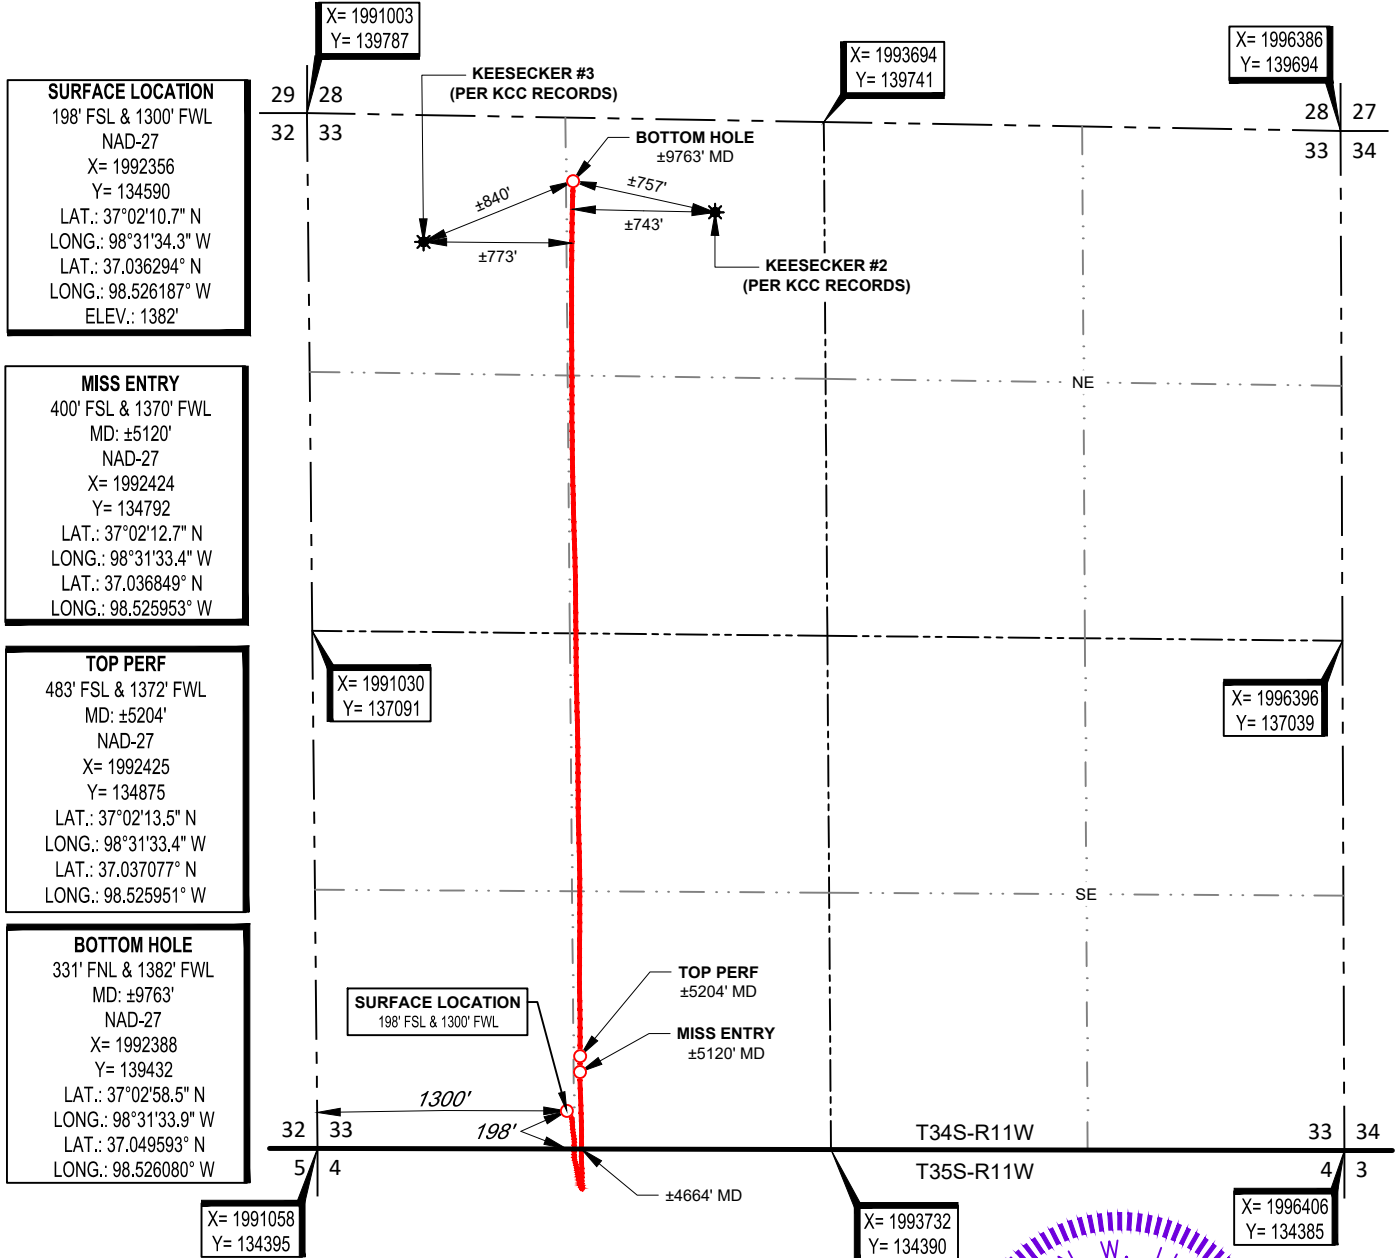 X= 1991003
Y= 139787
X= 1993694
Y= 139741
X= 1996386
Y= 139694
KEESECKER #3
(PER KCC RECORDS)
29 28
32 33
28 27
33 34
SURFACE LOCATION
198' FSL & 1300' FWL
NAD-27
X= 1992356
Y= 134590
LAT.: 37°02'10.7" N
LONG.: 98°31'34.3" W
LAT.: 37.036294° N
LONG.: 98.526187° W
ELEV.: 1382'
BOTTOM HOLE
±9763' MD
±840'
±757'
±743'
±773'
KEESECKER #2
(PER KCC RECORDS)
MISS ENTRY
400' FSL & 1370' FWL
MD: ±5120'
NAD-27
X= 1992424
Y= 134792
LAT.: 37°02'12.7" N
LONG.: 98°31'33.4" W
LAT.: 37.036849° N
LONG.: 98.525953° W
NE
TOP PERF
483' FSL & 1372' FWL
MD: ±5204'
NAD-27
X= 1992425
Y= 134875
LAT.: 37°02'13.5" N
LONG.: 98°31'33.4" W
LAT.: 37.037077° N
LONG.: 98.525951° W
X= 1991030
Y= 137091
X= 1996396
Y= 137039
SE
BOTTOM HOLE
331' FNL & 1382' FWL
MD: ±9763'
NAD-27
X= 1992388
Y= 139432
LAT.: 37°02'58.5" N
LONG.: 98°31'33.9" W
LAT.: 37.049593° N
LONG.: 98.526080° W
SURFACE LOCATION
198' FSL & 1300' FWL
TOP PERF
±5204' MD
MISS ENTRY
±5120' MD
1300'
198'
32 33
5 4
T34S-R11W
T35S-R11W
33 34
4 3
±4664' MD
X= 1991058
Y= 134395
X= 1993732
Y= 134390
X= 1996406
Y= 134385
W